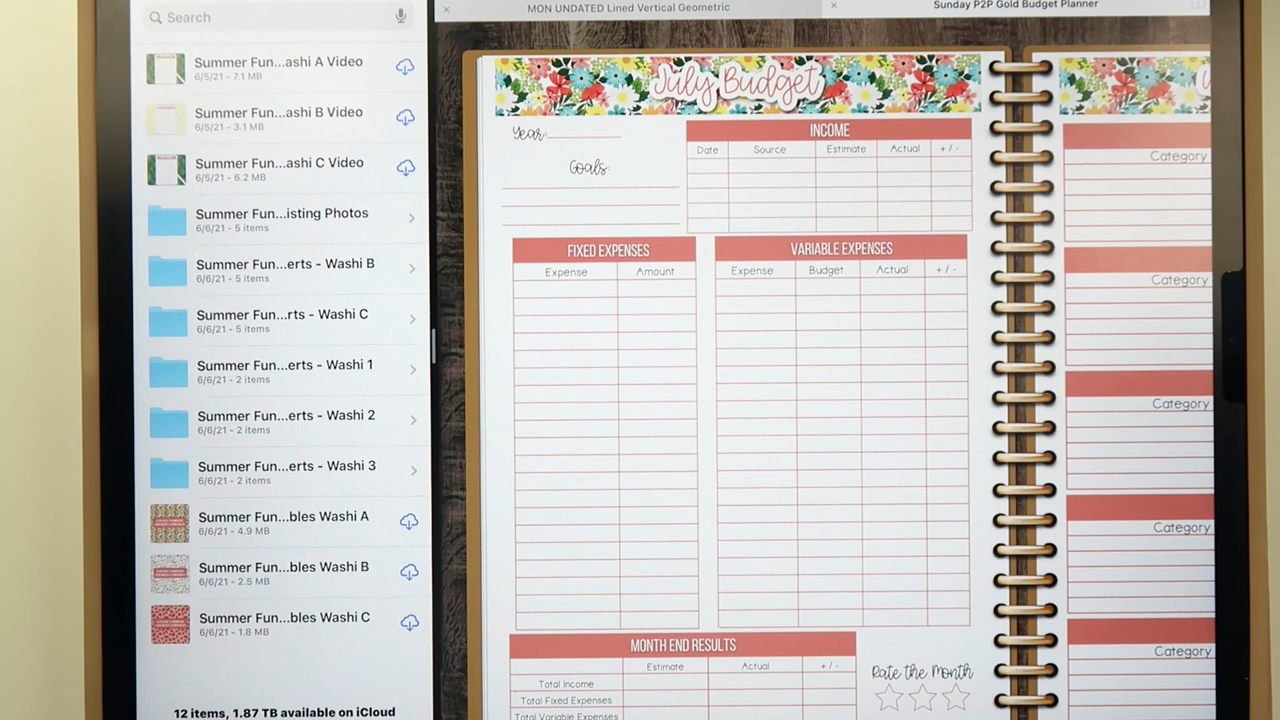 Search
Summer Fun...ashi A Video
6/5/21 - 7.1 MB
Summer Fun...ashi B Video
6/5/21 - 3.1 MB
Summer Fun...ashi C Video
6/5/21 - 6.2 MB
Summer Fun...isting Photos
6/6/21 - 5 items
Summer Fun...erts - Washi B
6/6/21 - 5 items
Summer Fun...rts - Washi C
6/6/21 - 5 items
Summer Fun...erts - Washi 1
6/6/21 - 2 items
Summer Fun...erts - Washi 2
6/6/21 - 2 items
Summer Fun...erts - Washi 3
6/6/21 - 2 items
Summer Fun...bles Washi A
6/6/21 - 4.9 MB
Summer Fun...bles Washi B
6/6/21 - 2.5 MB
Summer Fun...bles Washi C
6/6/21 - 1.8 MB
12 items, 1.87 TB available Cloud
MON UNDATED Lined Vertical Geometric
Sunday P2P Gold Budget Planner
July Budget
Year:
Goals:
INCOME
Date Source Estimate Actual + / -
FIXED EXPENSES
Expense Amount
VARIABLE EXPENSES
Expense Budget Actual + / -
MONTH END RESULTS
Estimate Actual + / -
Total Income
Total Fixed Expenses
Total Variable Expenses
Rate the Month
Category
Category
Category
Category
Category